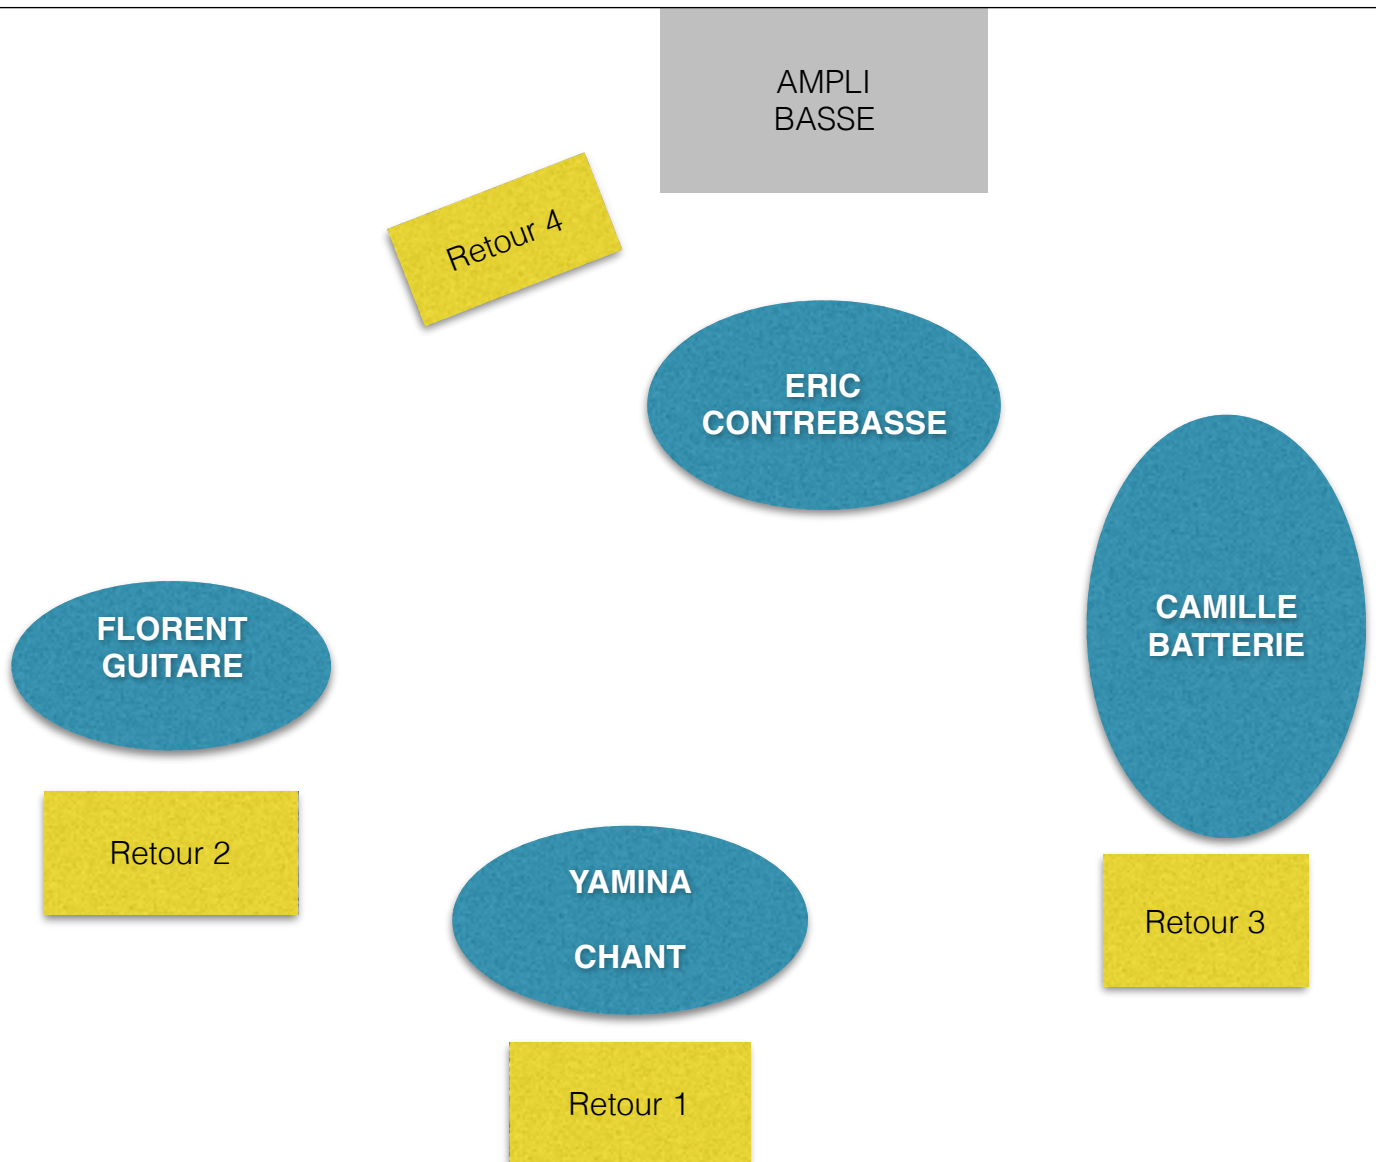 AMPLI
BASSE
Retour 4
ERIC
CONTREBASSE
CAMILLE
BATTERIE
FLORENT
GUITARE
Retour 2
YAMINA
CHANT
Retour 3
Retour 1